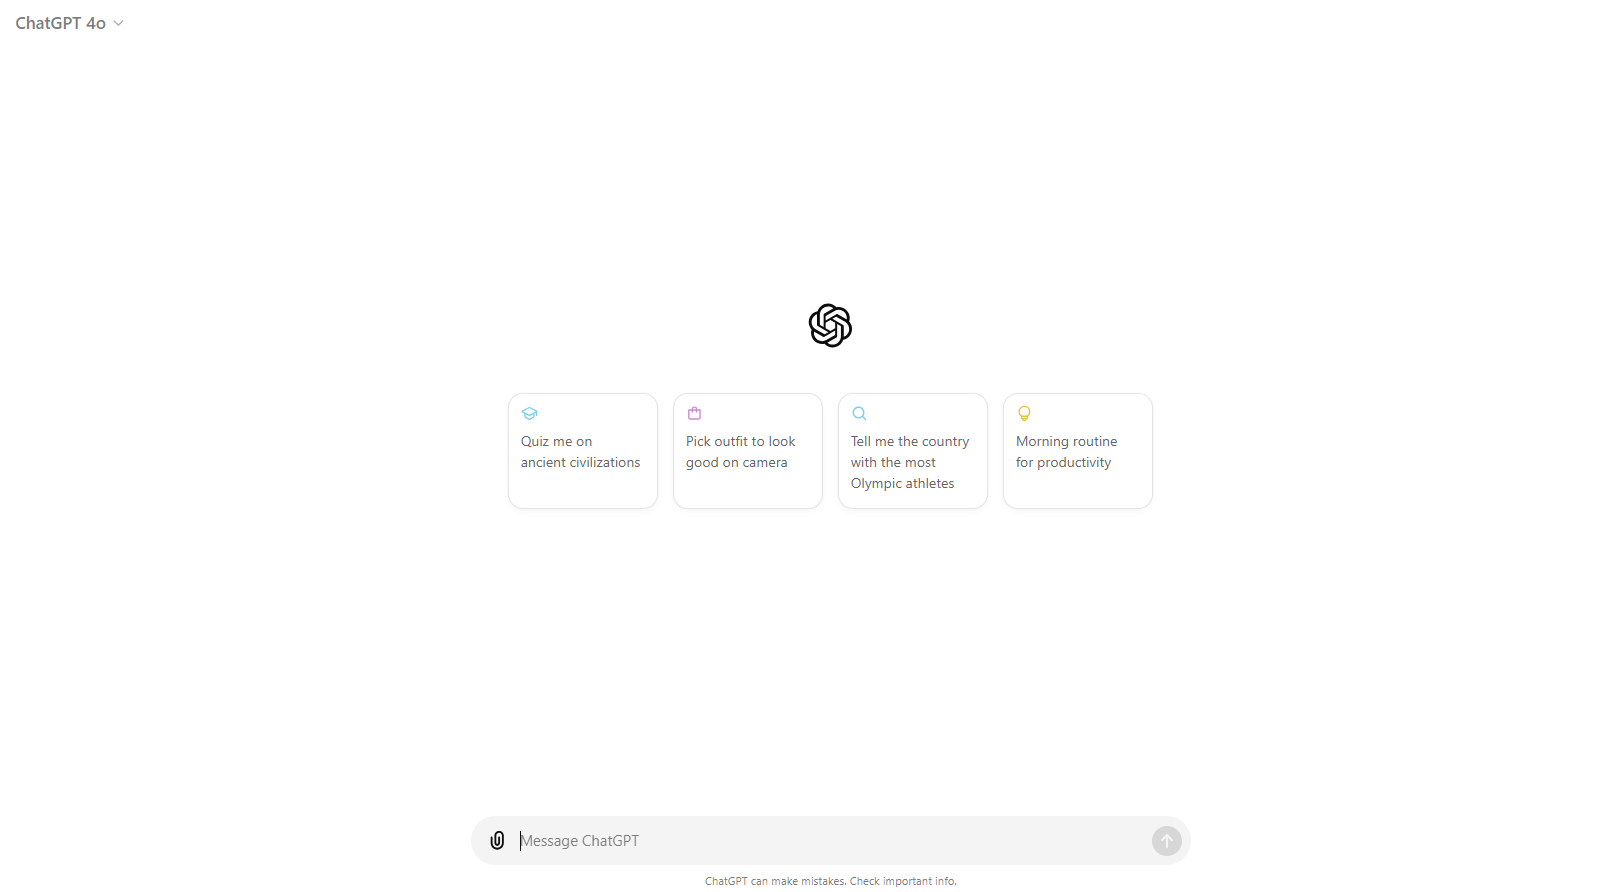 ChatGPT 4o
Quiz me on
ancient civilizations
Pick outfit to look
good on camera
Tell me the country
with the most
Olympic athletes
Morning routine
for productivity
Message ChatGPT
ChatGPT can make mistakes. Check important info.